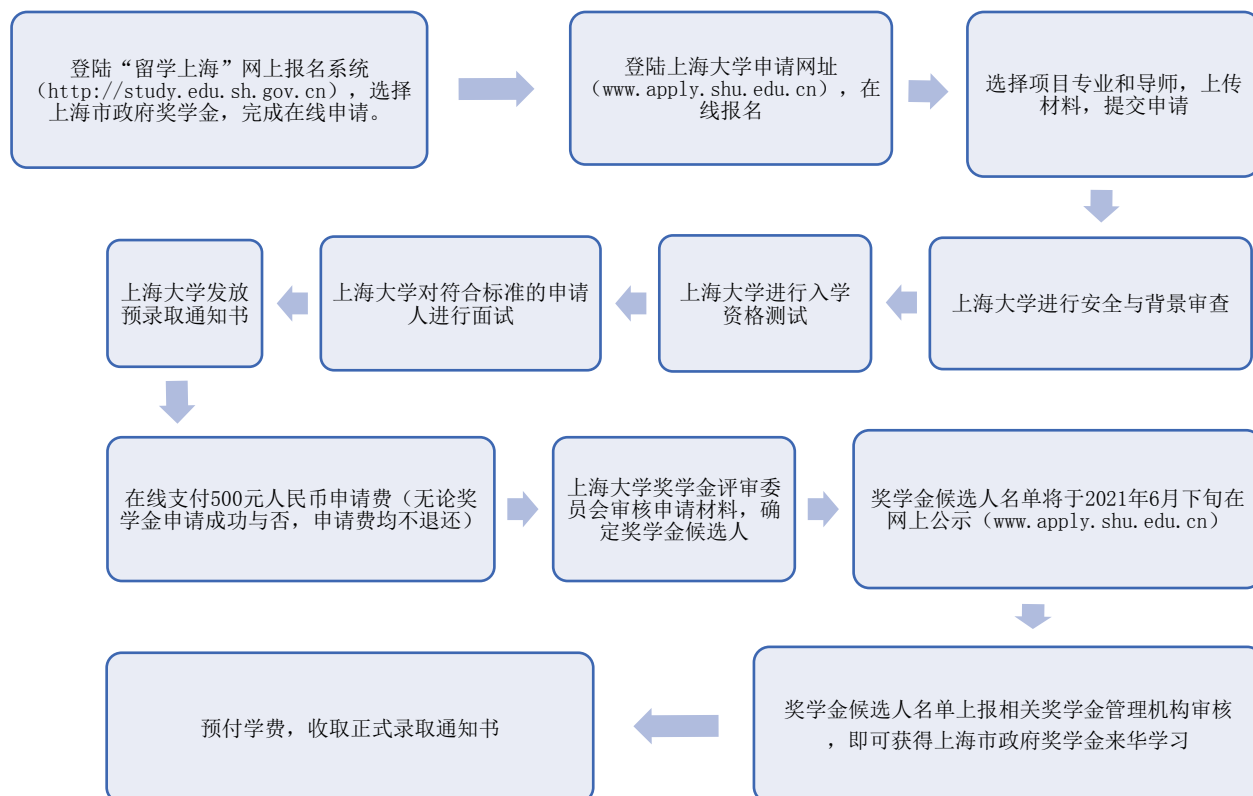 登陆“留学上海”网上报名系统
（http://study.edu.sh.gov.cn），选择
上海市政府奖学金，完成在线申请。
登陆上海大学申请网址
（www.apply.shu.edu.cn），在
线报名
选择项目专业和导师，上传
材料，提交申请
上海大学进行安全与背景审查
上海大学进行入学
资格测试
上海大学对符合标准的申请
人进行面试
上海大学发放
预录取通知书
在线支付500元人民币申请费（无论奖
学金申请成功与否，申请费均不退还）
上海大学奖学金评审委
员会审核申请材料，确
定奖学金候选人
奖学金候选人名单将于2021年6月下旬在
网上公示（www.apply.shu.edu.cn）
奖学金候选人名单上报相关奖学金管理机构审核
，即可获得上海市政府奖学金来华学习
预付学费，收取正式录取通知书